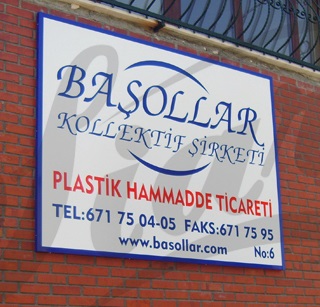 BAŞOLLAR
KOLLEKTİF ŞİRKETİ
PLASTİK HAMMADDE TİCARETİ
TEL:671 75 04-05 FAKS:671 75 95
www.basollar.com No:6